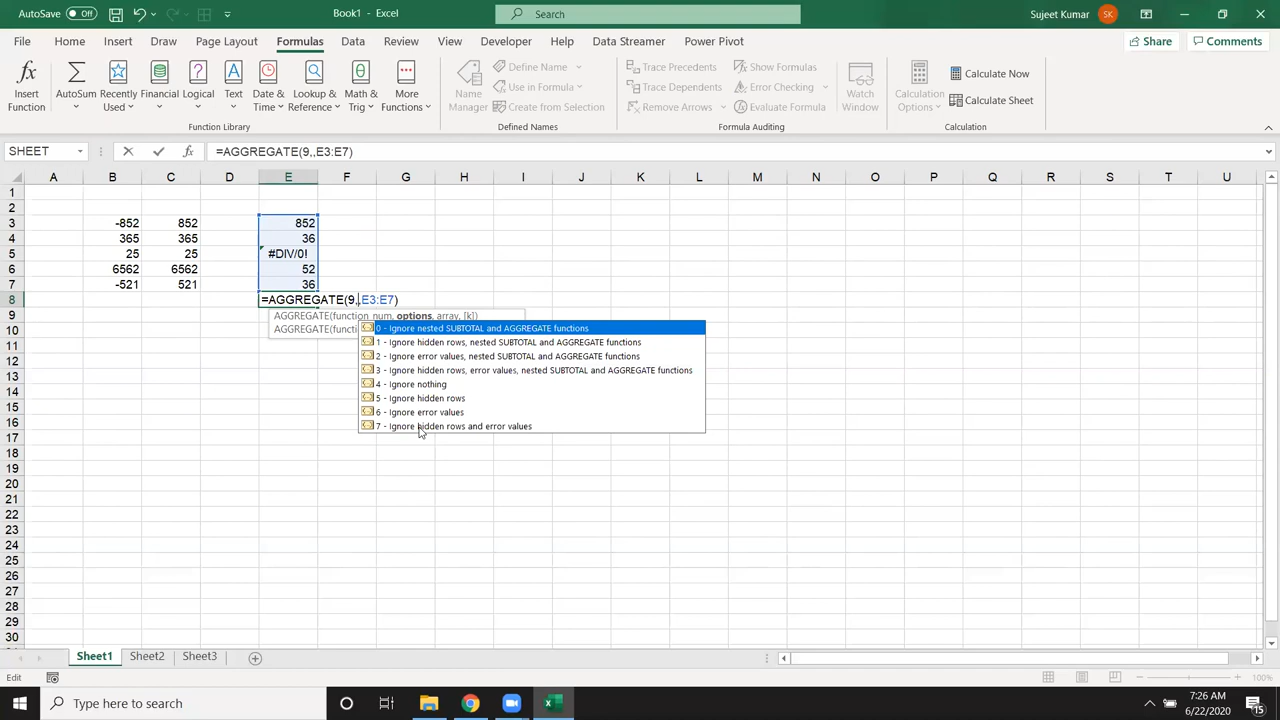 AutoSave Off Book1 - Excel Search Sujeet Kumar SK
File Home Insert Draw Page Layout Formulas Data Review View Developer Help Data Streamer Power Pivot Share Comments
Insert Function
AutoSum
Recently Used
Financial
Logical
Text
Date & Time
Lookup & Reference
Math & Trig
More Functions
Function Library
Name Manager
Define Name
Use in Formula
Create from Selection
Defined Names
Trace Precedents
Trace Dependents
Remove Arrows
Show Formulas
Error Checking
Evaluate Formula
Formula Auditing
Watch Window
Calculation Options
Calculate Now
Calculate Sheet
Calculation
SHEET fx =AGGREGATE(9,,E3:E7)
A B C D E F G H I J K L M N O P Q R S T U
1
2
3 -852 852 852
4 365 365 36
5 25 25 #DIV/0!
6 6562 6562 52
7 -521 521 36
8 =AGGREGATE(9,,E3:E7)
9 AGGREGATE(function_num, options, array, [k])
10 AGGREGATE(functi
0 - Ignore nested SUBTOTAL and AGGREGATE functions
11 1 - Ignore hidden rows, nested SUBTOTAL and AGGREGATE functions
12 2 - Ignore error values, nested SUBTOTAL and AGGREGATE functions
13 3 - Ignore hidden rows, error values, nested SUBTOTAL and AGGREGATE functions
14 4 - Ignore nothing
15 5 - Ignore hidden rows
16 6 - Ignore error values
17 7 - Ignore hidden rows and error values
18
19
20
21
22
23
24
25
26
27
28
29
30
Sheet1 Sheet2 Sheet3
Edit 100%
Type here to search
7:26 AM
6/22/2020
15